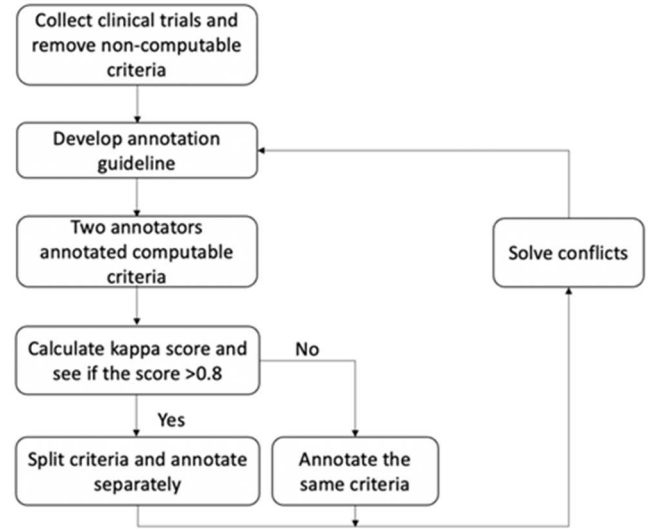 Collect clinical trials and
remove non-computable
criteria
Develop annotation
guideline
Two annotators
annotated computable
criteria
Solve conflicts
Calculate kappa score and
see if the score >0.8
No
Yes
Split criteria and annotate
separately
Annotate the
same criteria